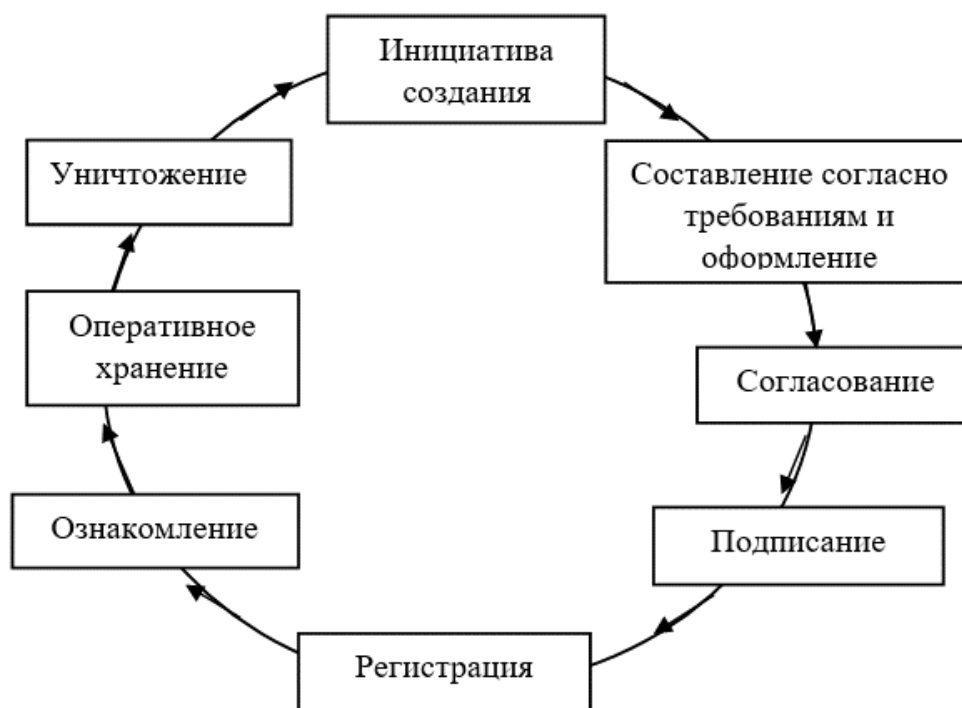 Инициатива
создания
Составление согласно
требованиям и
оформление
Согласование
Подписание
Регистрация
Ознакомление
Оперативное
хранение
Уничтожение